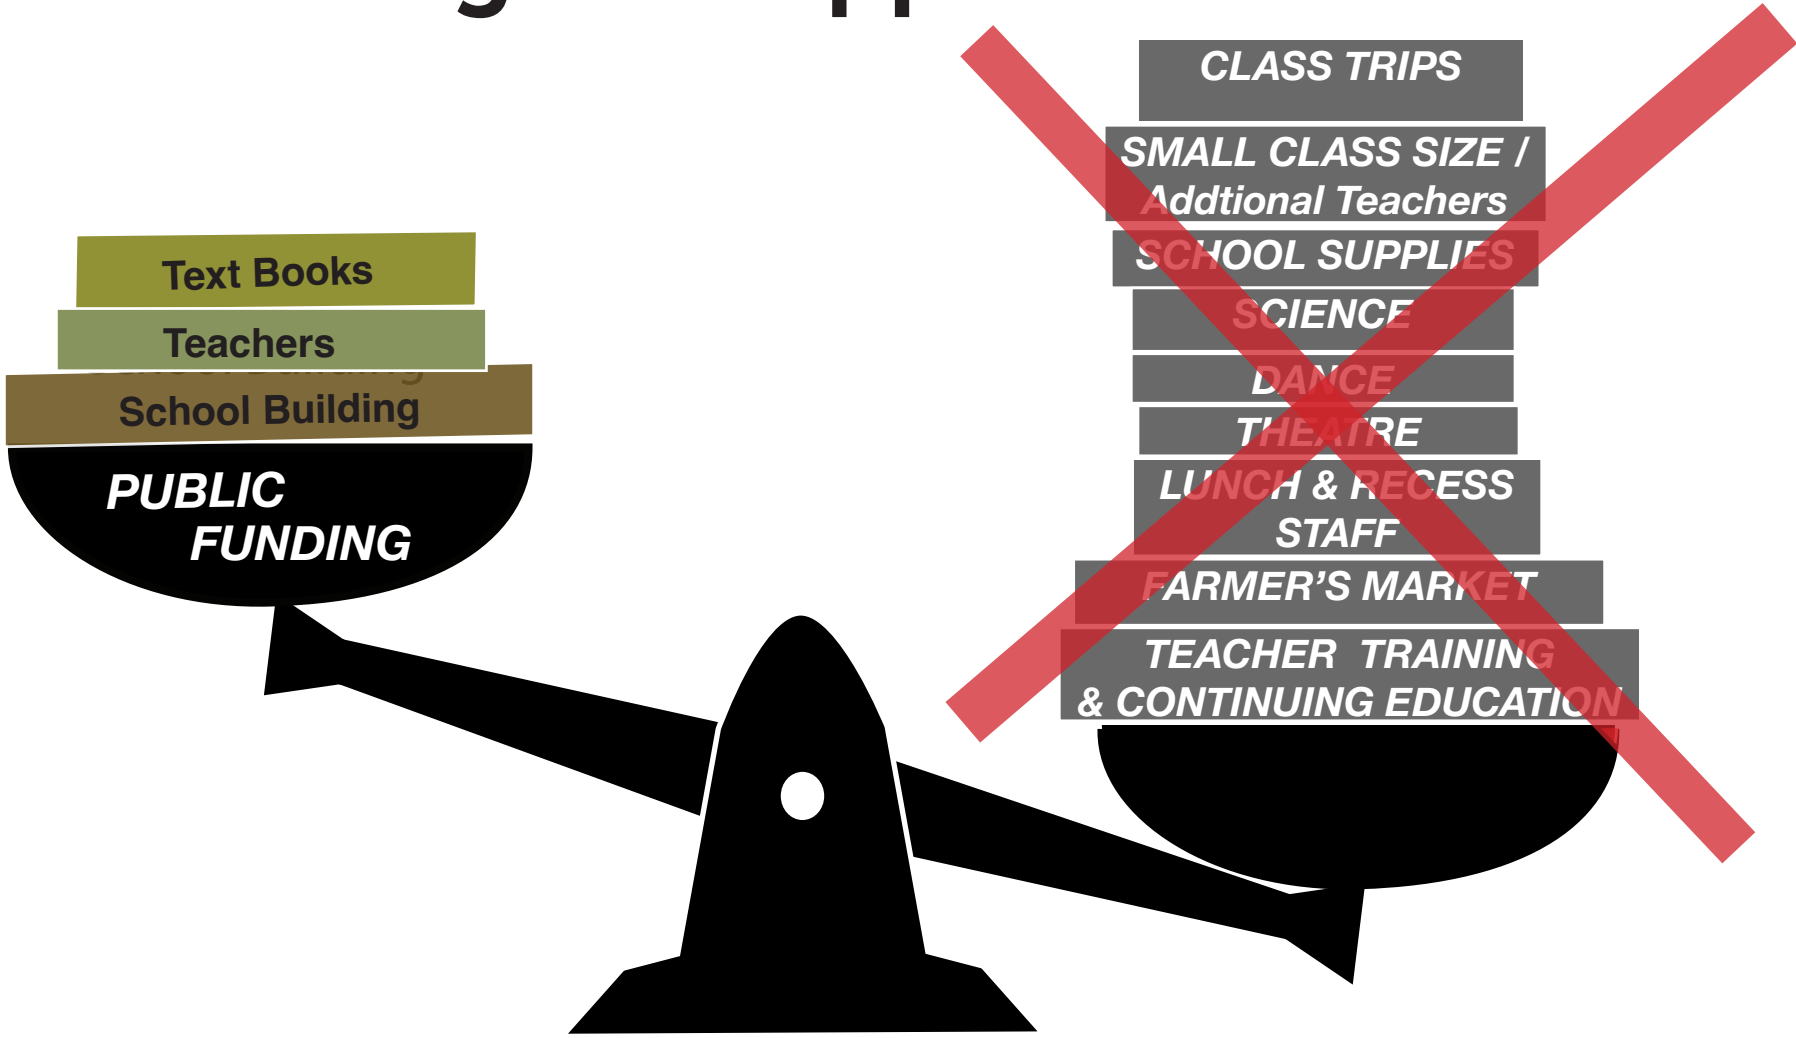 Text Books
Teachers
School Building
PUBLIC
FUNDING
CLASS TRIPS
SMALL CLASS SIZE /
Addtional Teachers
SCHOOL SUPPLIES
SCIENCE
DANCE
THEATRE
LUNCH & RECESS
STAFF
FARMER’S MARKET
TEACHER TRAINING
& CONTINUING EDUCATION